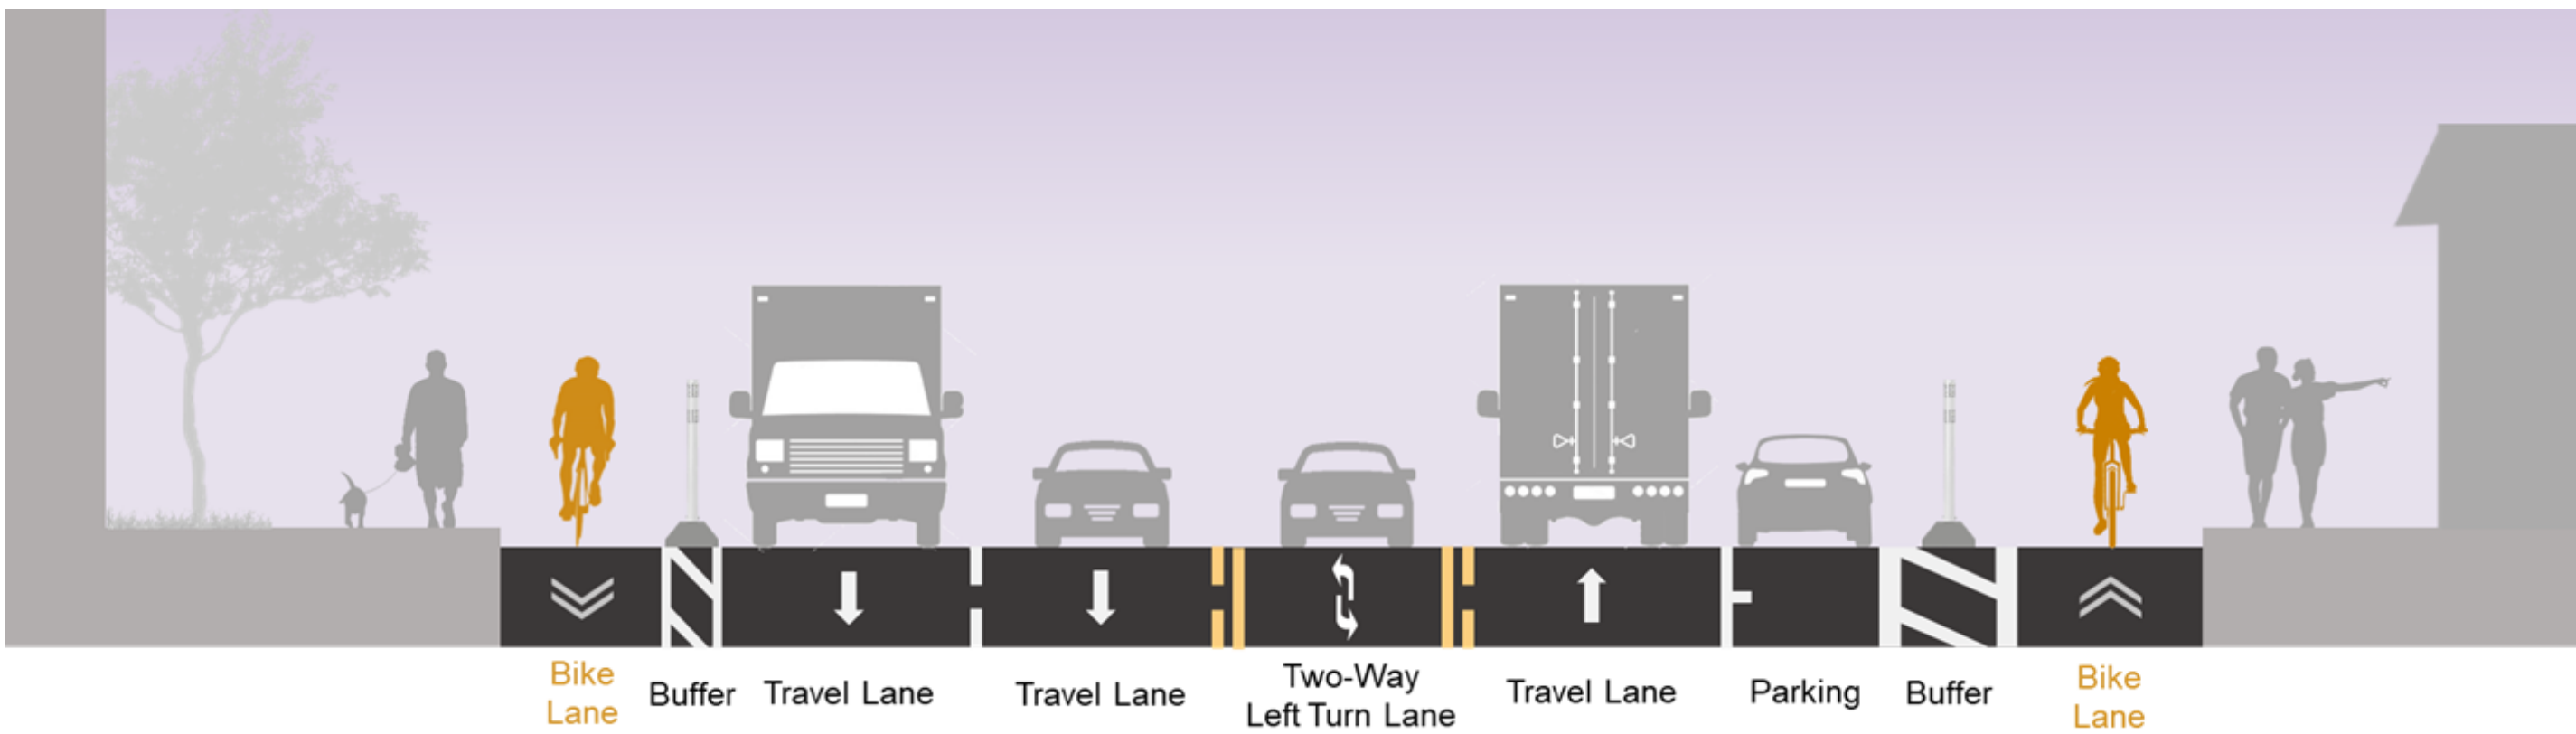 Bike
Lane
Buffer
Travel Lane
Travel Lane
Two-Way
Left Turn Lane
Travel Lane
Parking
Buffer
Bike
Lane